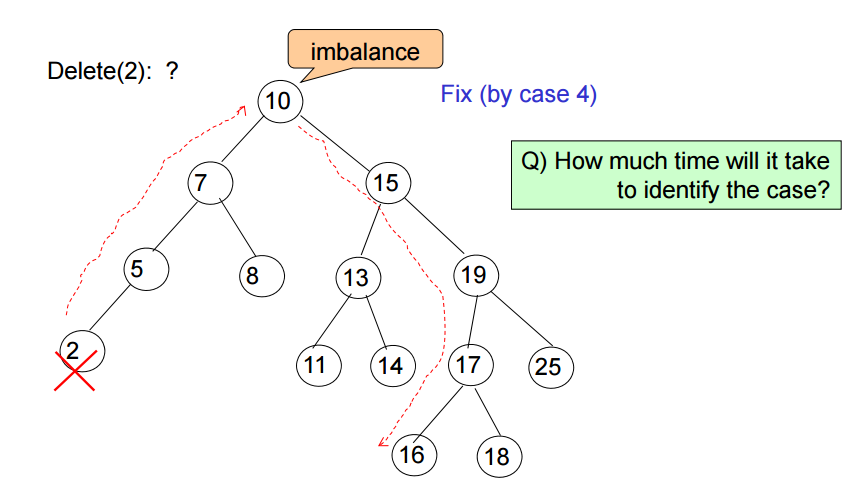 imbalance
Delete(2): ?
Fix (by case 4)
10
Q) How much time will it take
to identify the case?
7
15
5
8
13
19
2
11
14
17
25
16
18